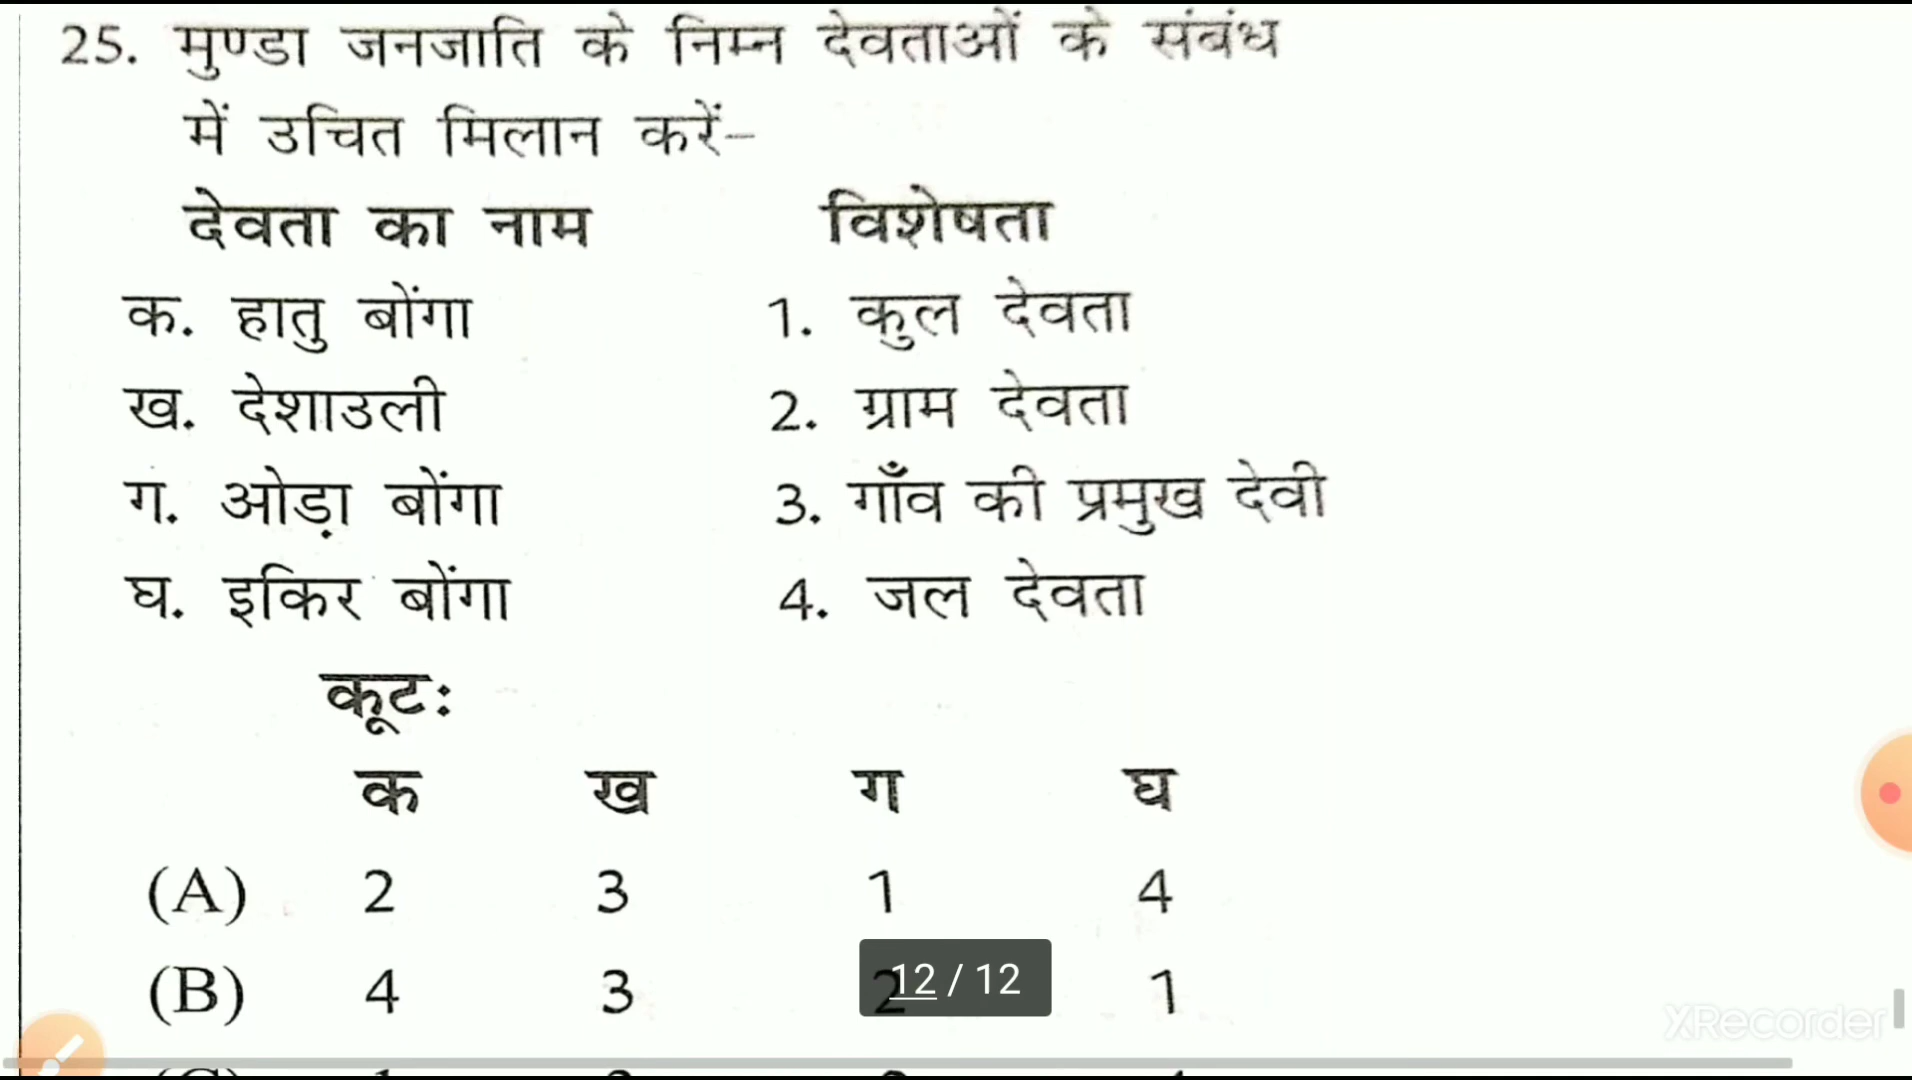 25. मुण्डा जनजाति के निम्न देवताओं के संबंध
में उचित मिलान करें–
देवता का नाम विशेषता
क. हातु बोंगा 1. कुल देवता
ख. देशाउली 2. ग्राम देवता
ग. ओड़ा बोंगा 3. गाँव की प्रमुख देवी
घ. इकिर बोंगा 4. जल देवता
कूट:
क ख ग घ
(A) 2 3 1 4
(B) 4 3 2 1
12 / 12
XRecorder